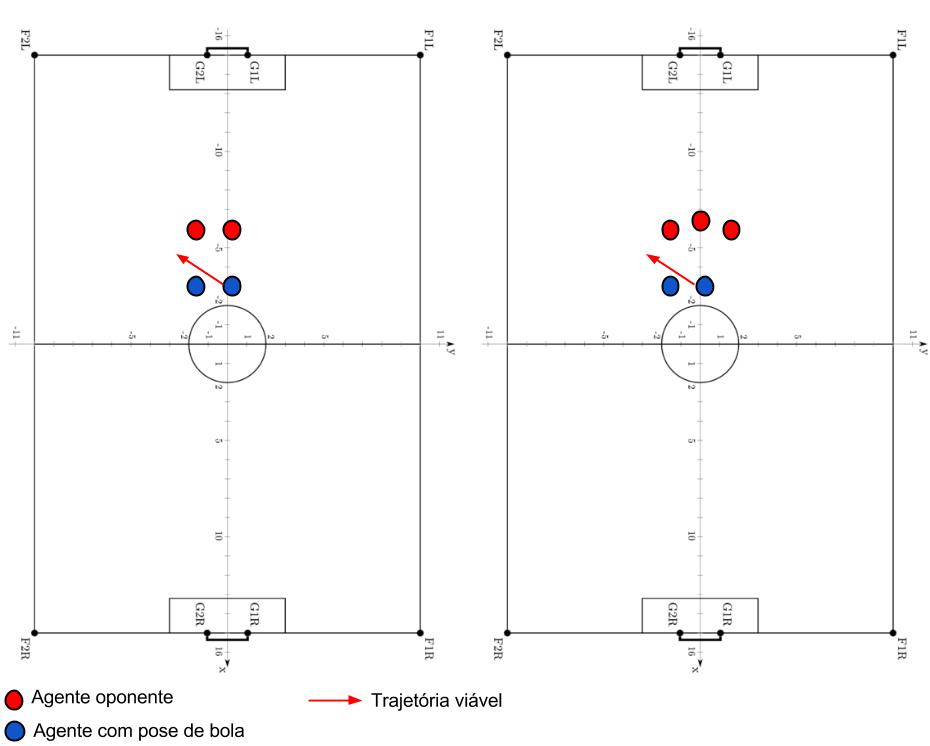 F2L -16 F1L F2L -16 F1L
G2L G1L G2L G1L
-10 -10
-5 -5
-2 -2
-1 -1
-11 -5 -2 -1 1 2 5 11 y -11 -5 -2 -1 1 2 5 11 y
1 1
2 2
5 5
10 10
G2R G1R G2R G1R
F2R 16 F1R F2R 16 F1R
x x
Agente oponente Trajetória viável
Agente com pose de bola